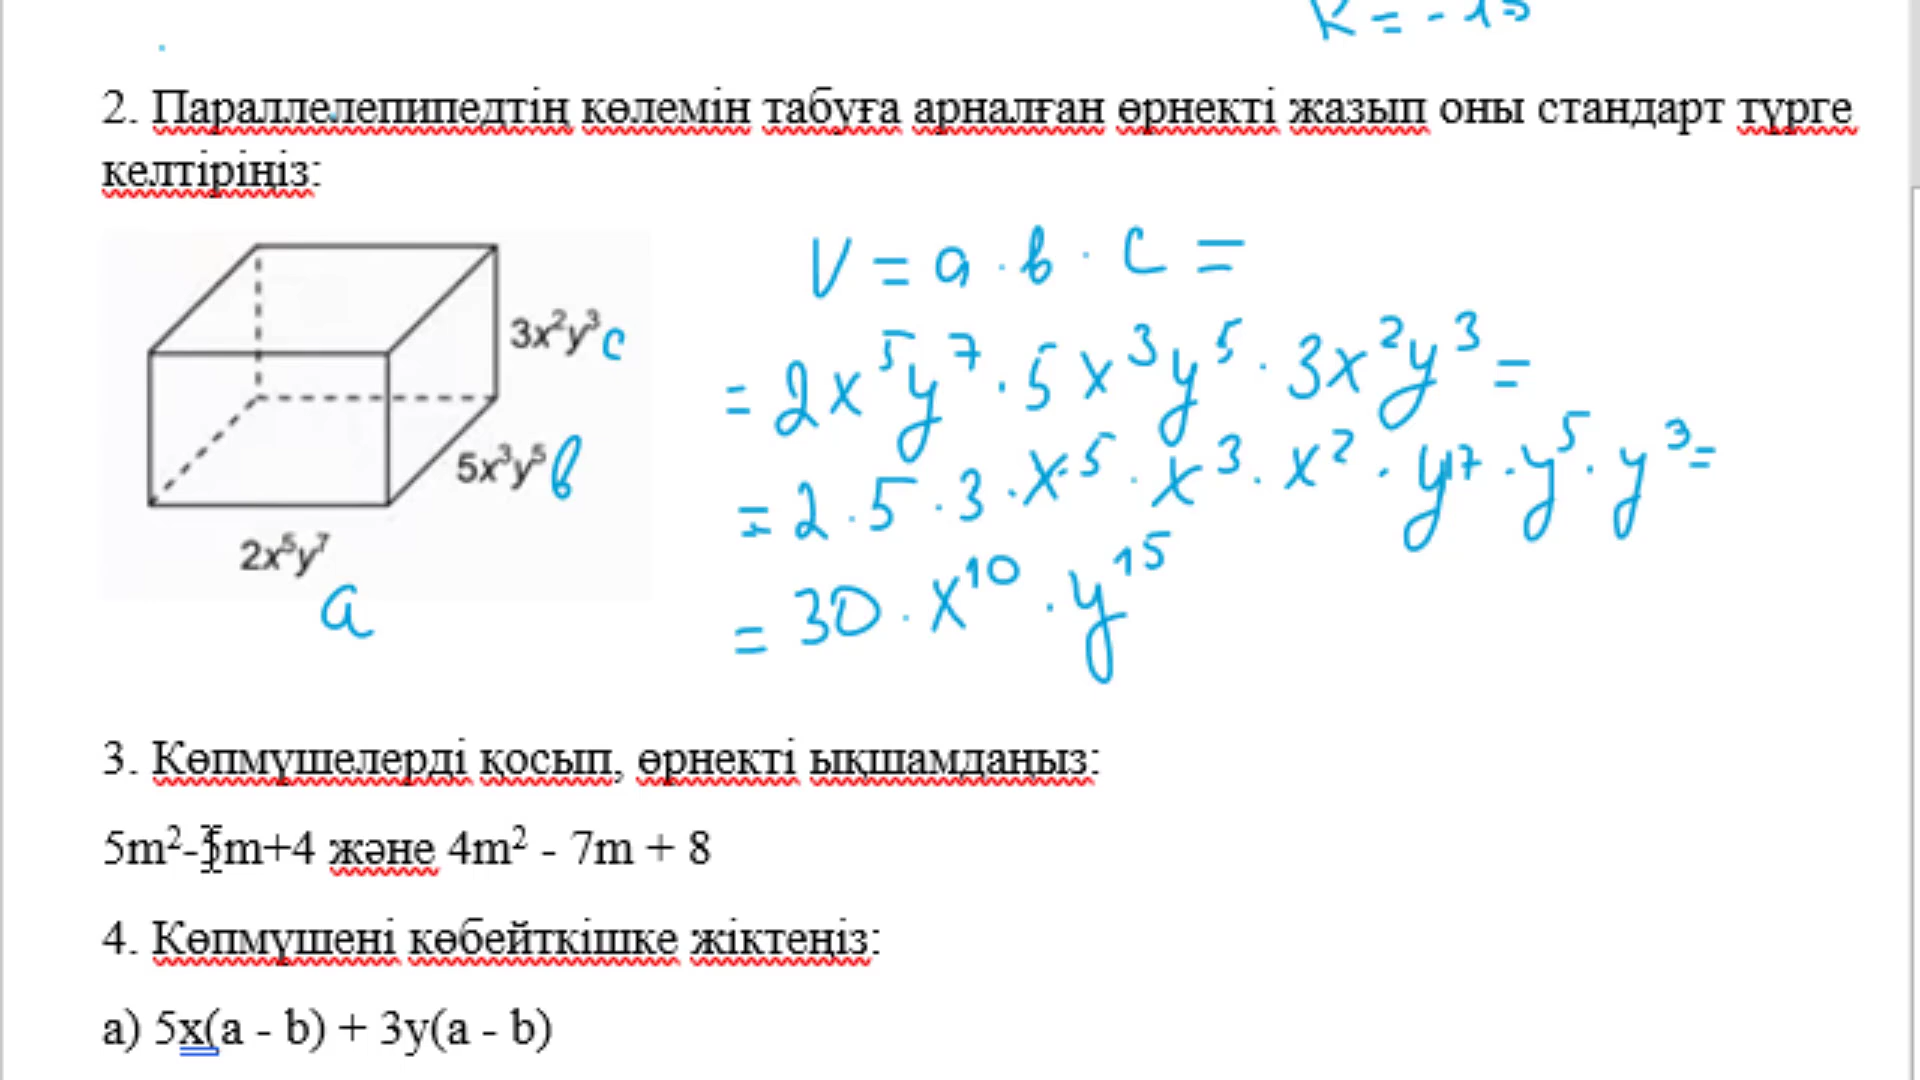 K = - 15
2. Параллелепипедтің көлемін табуға арналған өрнекті жазып оны стандарт түрге
келтіріңіз:
V = a · b · c =
3x²y³ c
= 2x⁵y⁷ · 5x³y⁵ · 3x²y³ =
5x³y⁵ b
= 2 · 5 · 3 · x⁵ · x³ · x² · y⁷ · y⁵ · y³ =
2x⁵y⁷
a
= 30 · x¹⁰ · y¹⁵
3. Көпмүшелерді қосып, өрнекті ықшамдаңыз:
5m²-5m+4 және 4m² - 7m + 8
4. Көпмүшені көбейткішке жіктеңіз:
а) 5x(a - b) + 3y(a - b)